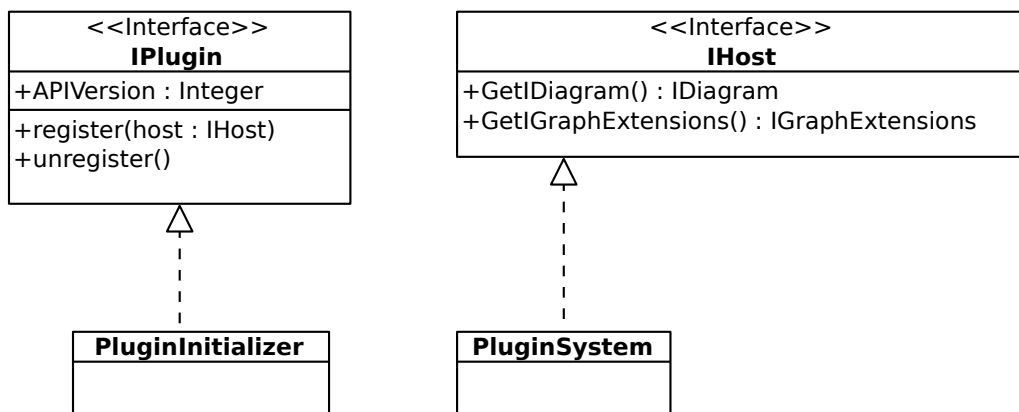 <<Interface>>
IPlugin
+APIVersion : Integer
+register(host : IHost)
+unregister()
<<Interface>>
IHost
+GetIDiagram() : IDiagram
+GetIGraphExtensions() : IGraphExtensions
PluginInitializer
PluginSystem